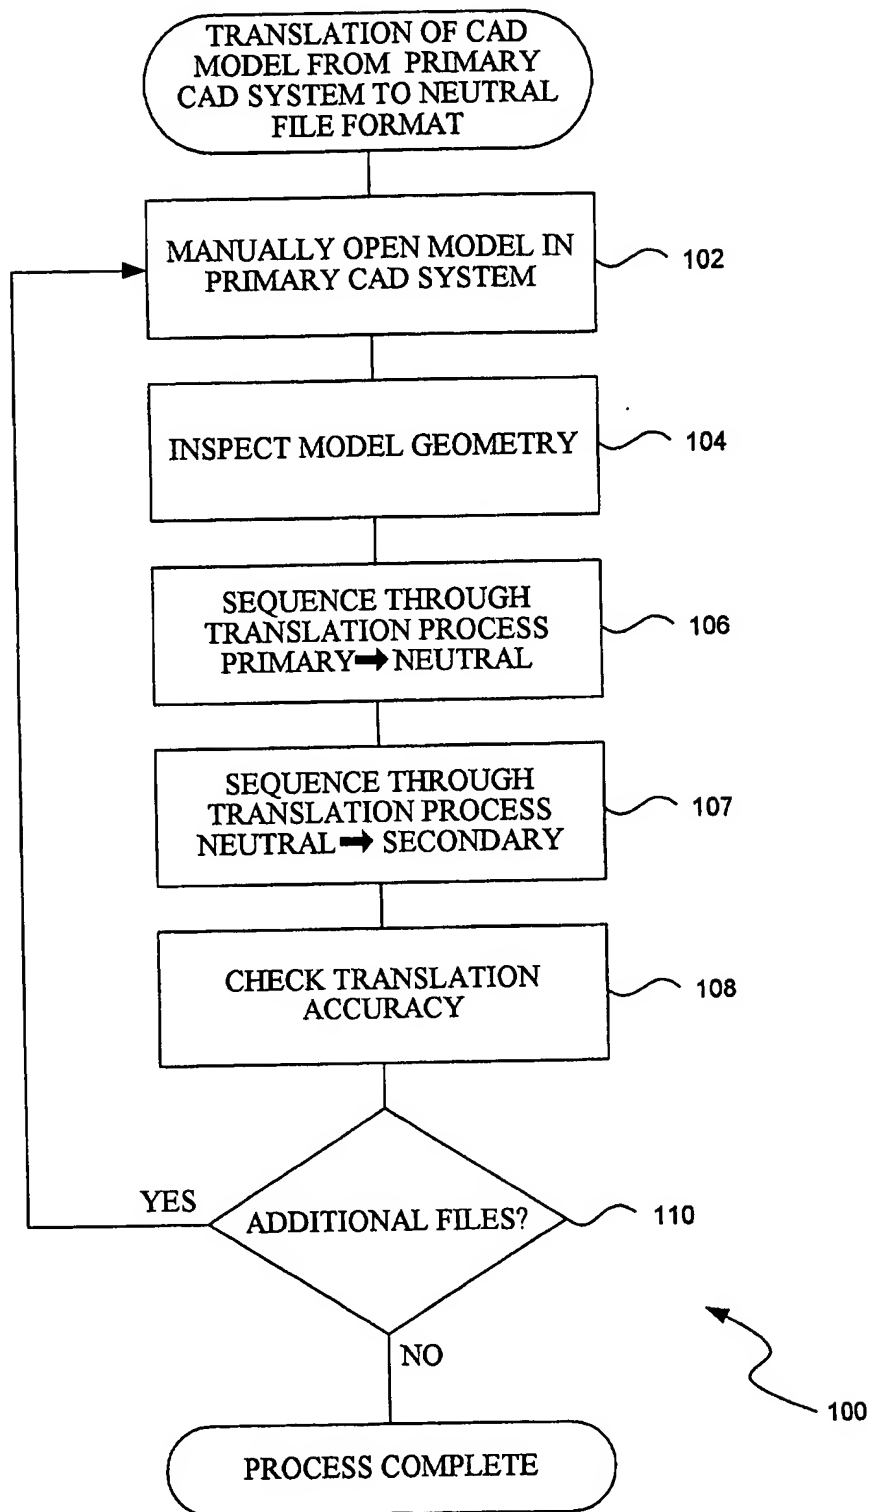 TRANSLATION OF CAD
MODEL FROM PRIMARY
CAD SYSTEM TO NEUTRAL
FILE FORMAT
MANUALLY OPEN MODEL IN
PRIMARY CAD SYSTEM
102
INSPECT MODEL GEOMETRY
104
SEQUENCE THROUGH
TRANSLATION PROCESS
PRIMARY➡NEUTRAL
106
SEQUENCE THROUGH
TRANSLATION PROCESS
NEUTRAL➡SECONDARY
107
CHECK TRANSLATION
ACCURACY
108
YES
ADDITIONAL FILES?
110
NO
100
PROCESS COMPLETE